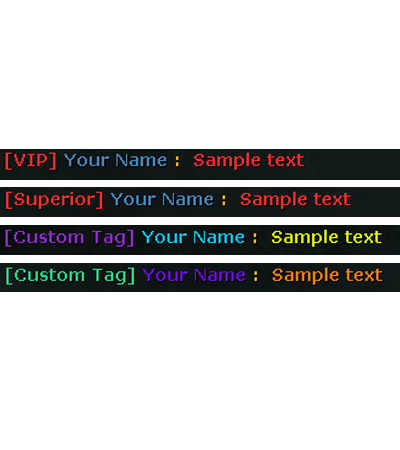 [VIP] Your Name : Sample text
[Superior] Your Name : Sample text
[Custom Tag] Your Name : Sample text
[Custom Tag] Your Name : Sample text